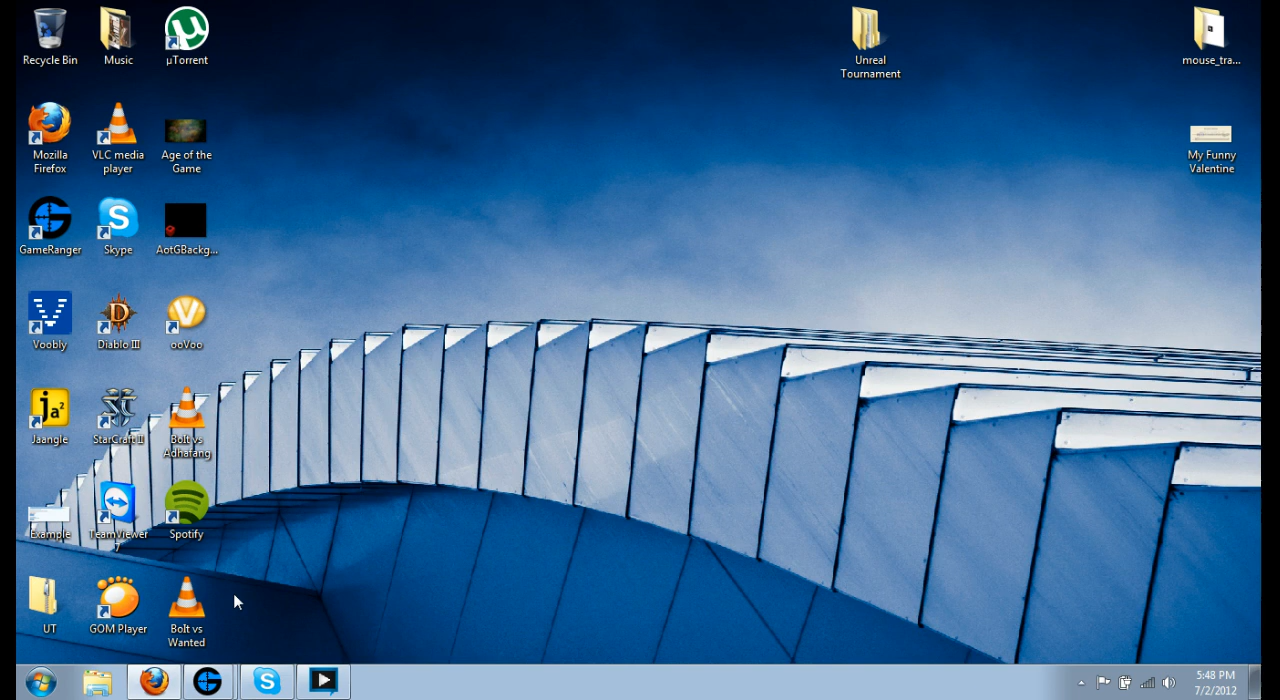 Recycle Bin
Music
µTorrent
Unreal
Tournament
mouse_tra...
Mozilla
Firefox
VLC media
player
Age of the
Game
My Funny
Valentine
GameRanger
Skype
AotGBackg...
Voobly
Diablo III
ooVoo
ja²
Jaangle
StarCraft II
Bolt vs
Adhafang
Example
TeamViewer
7
Spotify
UT
GOM Player
Bolt vs
Wanted
5:48 PM
7/2/2012